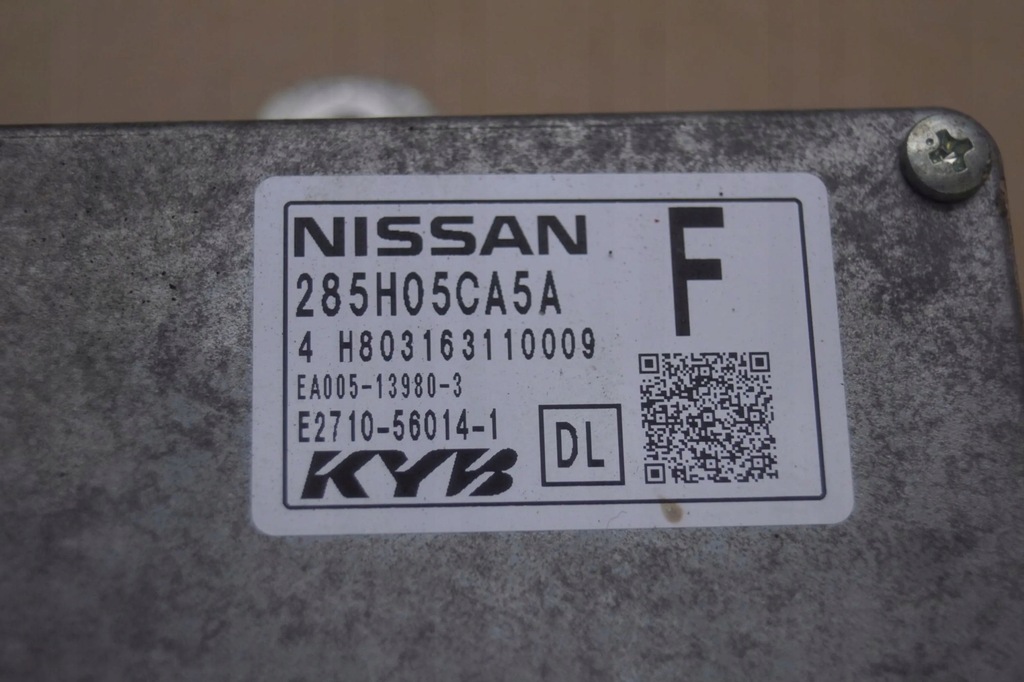 NISSAN
F
285H05CA5A
4 H803163110009
EA005-13980-3
E2710-56014-1
DL
KYB